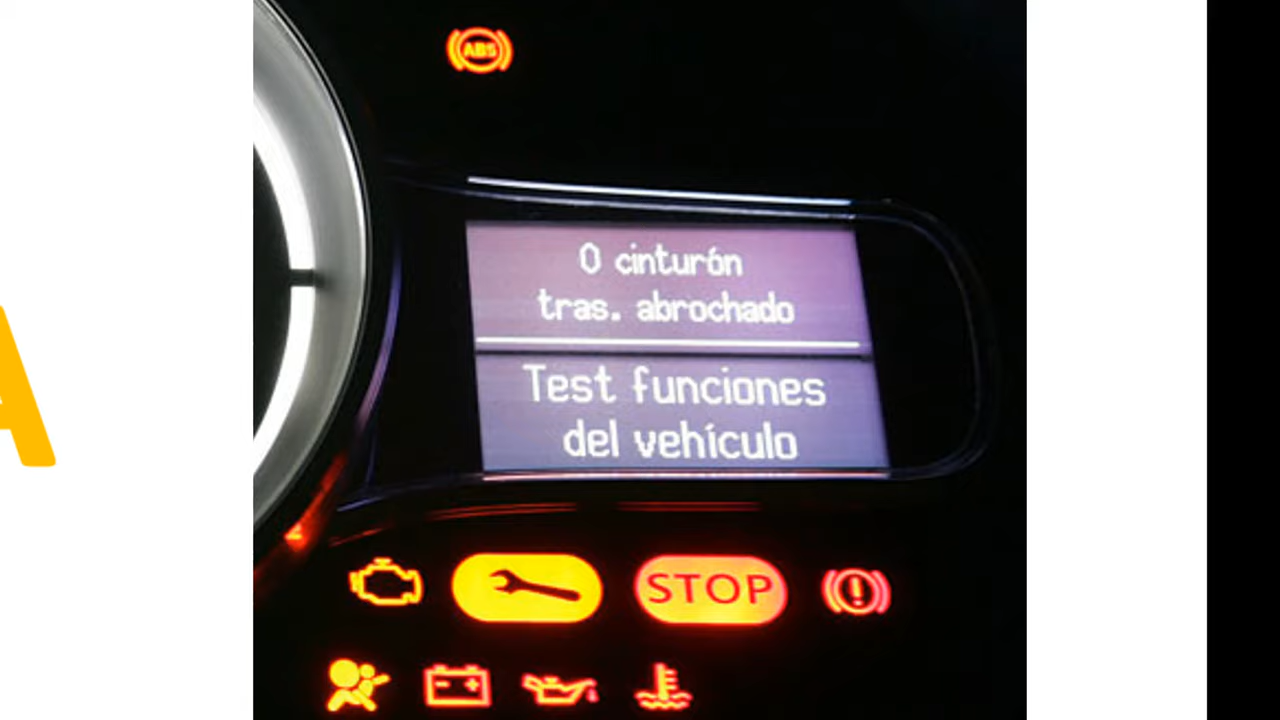 A
ABS
0 cinturón
tras. abrochado
Test funciones
del vehículo
STOP